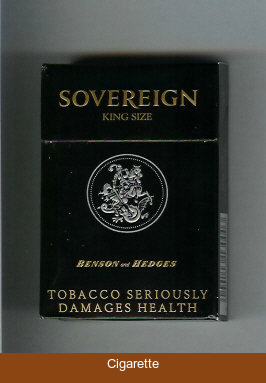 SOVEREIGN
KING SIZE
BENSON and HEDGES
TOBACCO SERIOUSLY
DAMAGES HEALTH
Cigarette